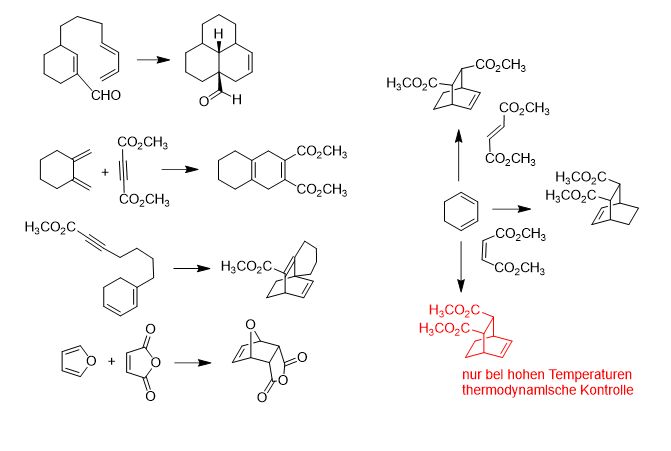 CHO
H
O
H
CO₂CH₃
+
CO₂CH₃
CO₂CH₃
CO₂CH₃
H₃CO₂C
H₃CO₂C
O
+
O
O
O
O
O
O
O
CO₂CH₃
H₃CO₂C
CO₂CH₃
CO₂CH₃
H₃CO₂C
H₃CO₂C
CO₂CH₃
CO₂CH₃
H₃CO₂C
H₃CO₂C
nur bei hohen Temperaturen
thermodynamische Kontrolle